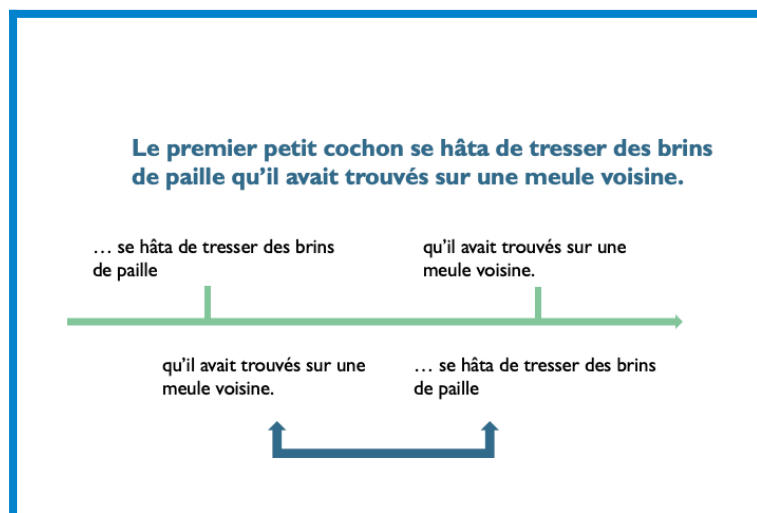 Le premier petit cochon se hâta de tresser des brins
de paille qu’il avait trouvés sur une meule voisine.
… se hâta de tresser des brins
de paille
qu’il avait trouvés sur une
meule voisine.
qu’il avait trouvés sur une
meule voisine.
… se hâta de tresser des brins
de paille